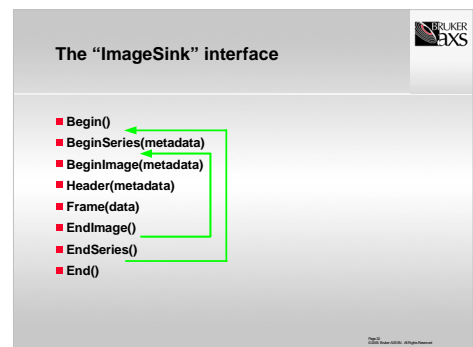 BRUKER
axs
The “ImageSink” interface
Begin()
BeginSeries(metadata)
BeginImage(metadata)
Header(metadata)
Frame(data)
EndImage()
EndSeries()
End()